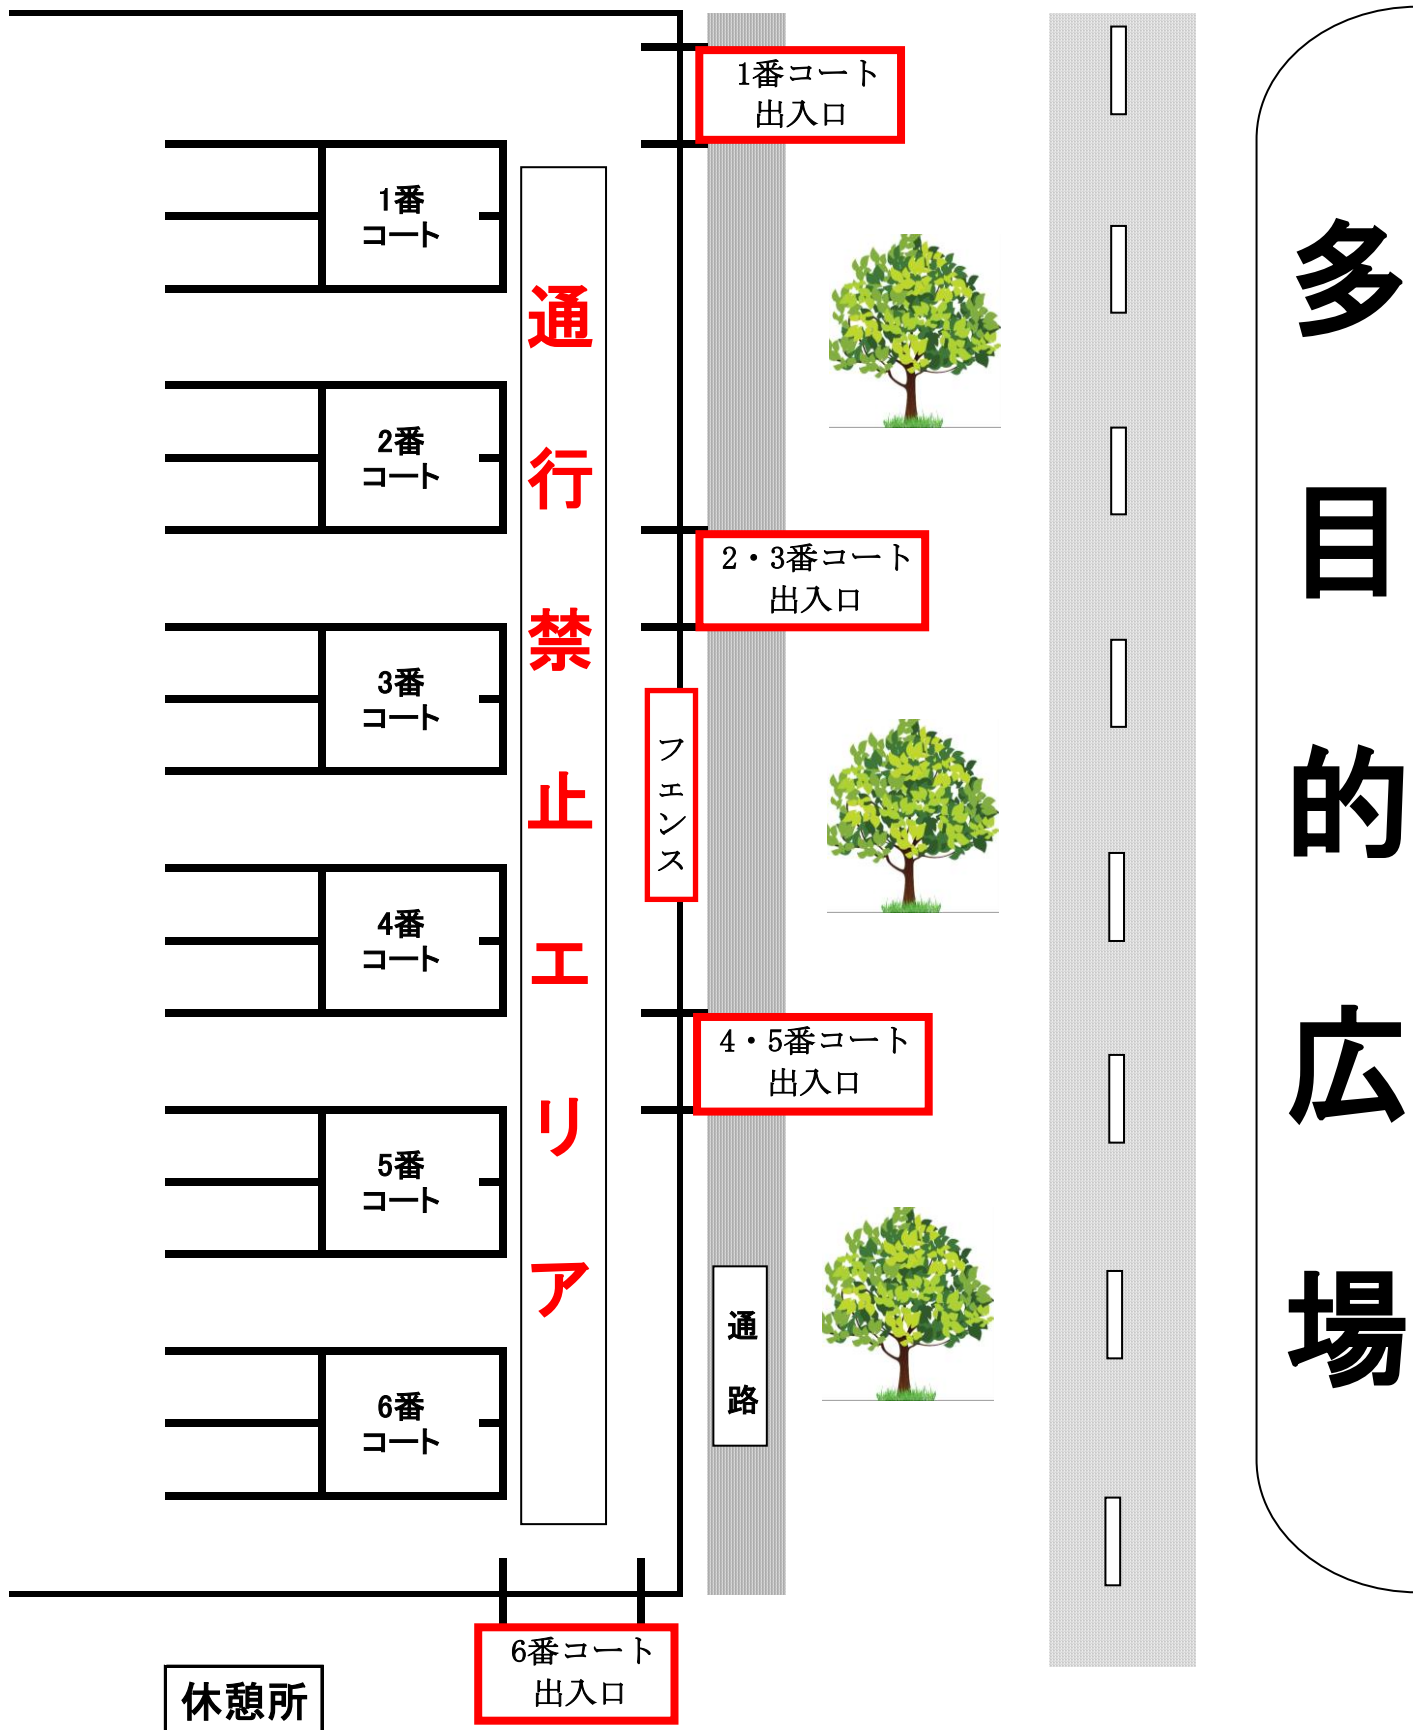 1番コート
出入口
1番
コート
2番
コート
2・3番コート
出入口
3番
コート
フェンス
4番
コート
4・5番コート
出入口
5番
コート
6番
コート
6番コート
出入口
通行禁止エリア
通路
多目的広場
休憩所